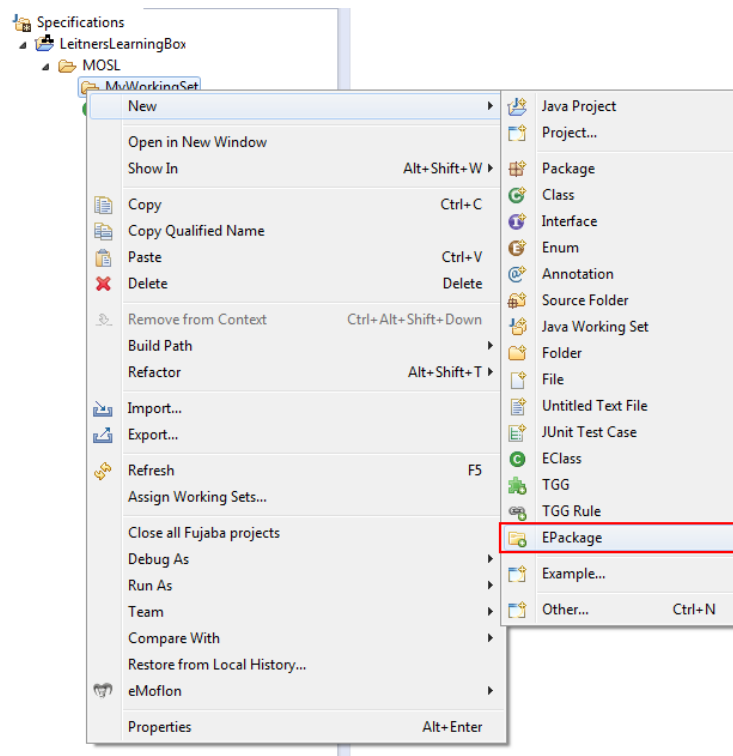 Specifications
LeitnersLearningBox
MOSL
MyWorkingSet
New
Open in New Window
Show In Alt+Shift+W
Copy Ctrl+C
Copy Qualified Name
Paste Ctrl+V
Delete Delete
Remove from Context Ctrl+Alt+Shift+Down
Build Path
Refactor Alt+Shift+T
Import...
Export...
Refresh F5
Assign Working Sets...
Close all Fujaba projects
Debug As
Run As
Team
Compare With
Restore from Local History...
eMoflon
Properties Alt+Enter
Java Project
Project...
Package
Class
Interface
Enum
Annotation
Source Folder
Java Working Set
Folder
File
Untitled Text File
JUnit Test Case
EClass
TGG
TGG Rule
EPackage
Example...
Other... Ctrl+N